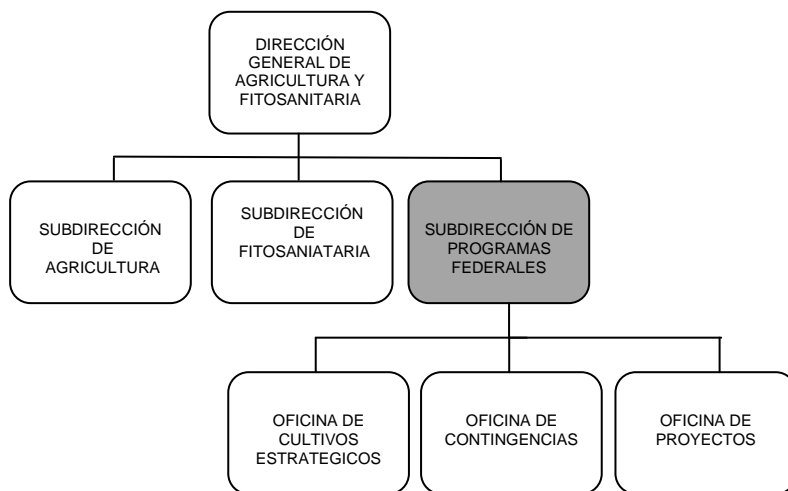 DIRECCIÓN
GENERAL DE
AGRICULTURA Y
FITOSANITARIA
SUBDIRECCIÓN
DE
AGRICULTURA
SUBDIRECCIÓN
DE
FITOSANIATARIA
SUBDIRECCIÓN DE
PROGRAMAS
FEDERALES
OFICINA DE
CULTIVOS
ESTRATEGICOS
OFICINA DE
CONTINGENCIAS
OFICINA DE
PROYECTOS